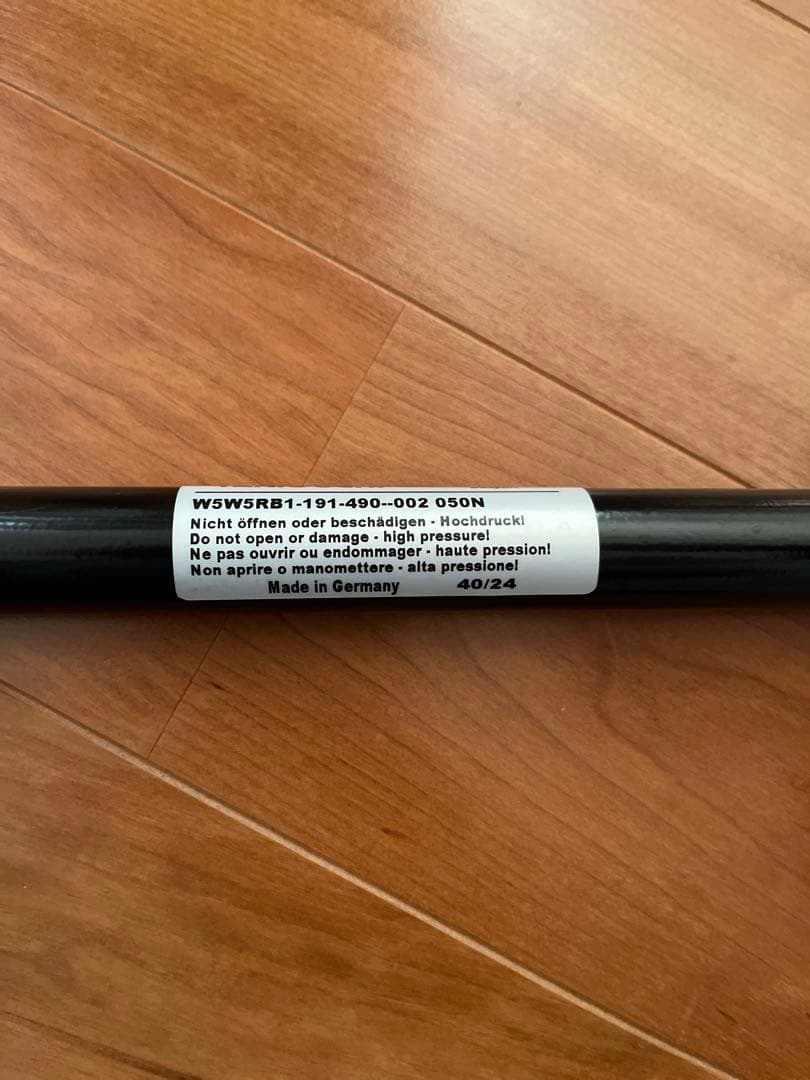 W5W5RB1-191-490--002 050N
Nicht öffnen oder beschädigen - Hochdruck!
Do not open or damage - high pressure!
Ne pas ouvrir ou endommager - haute pression!
Non aprire o manomettere - alta pressione!
Made in Germany 40/24